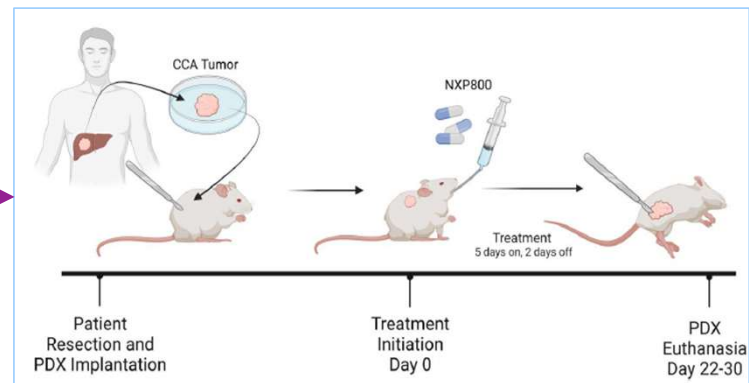 CCA Tumor
NXP800
Treatment
5 days on, 2 days off
Patient
Resection and
PDX Implantation
Treatment
Initiation
Day 0
PDX
Euthanasia
Day 22-30